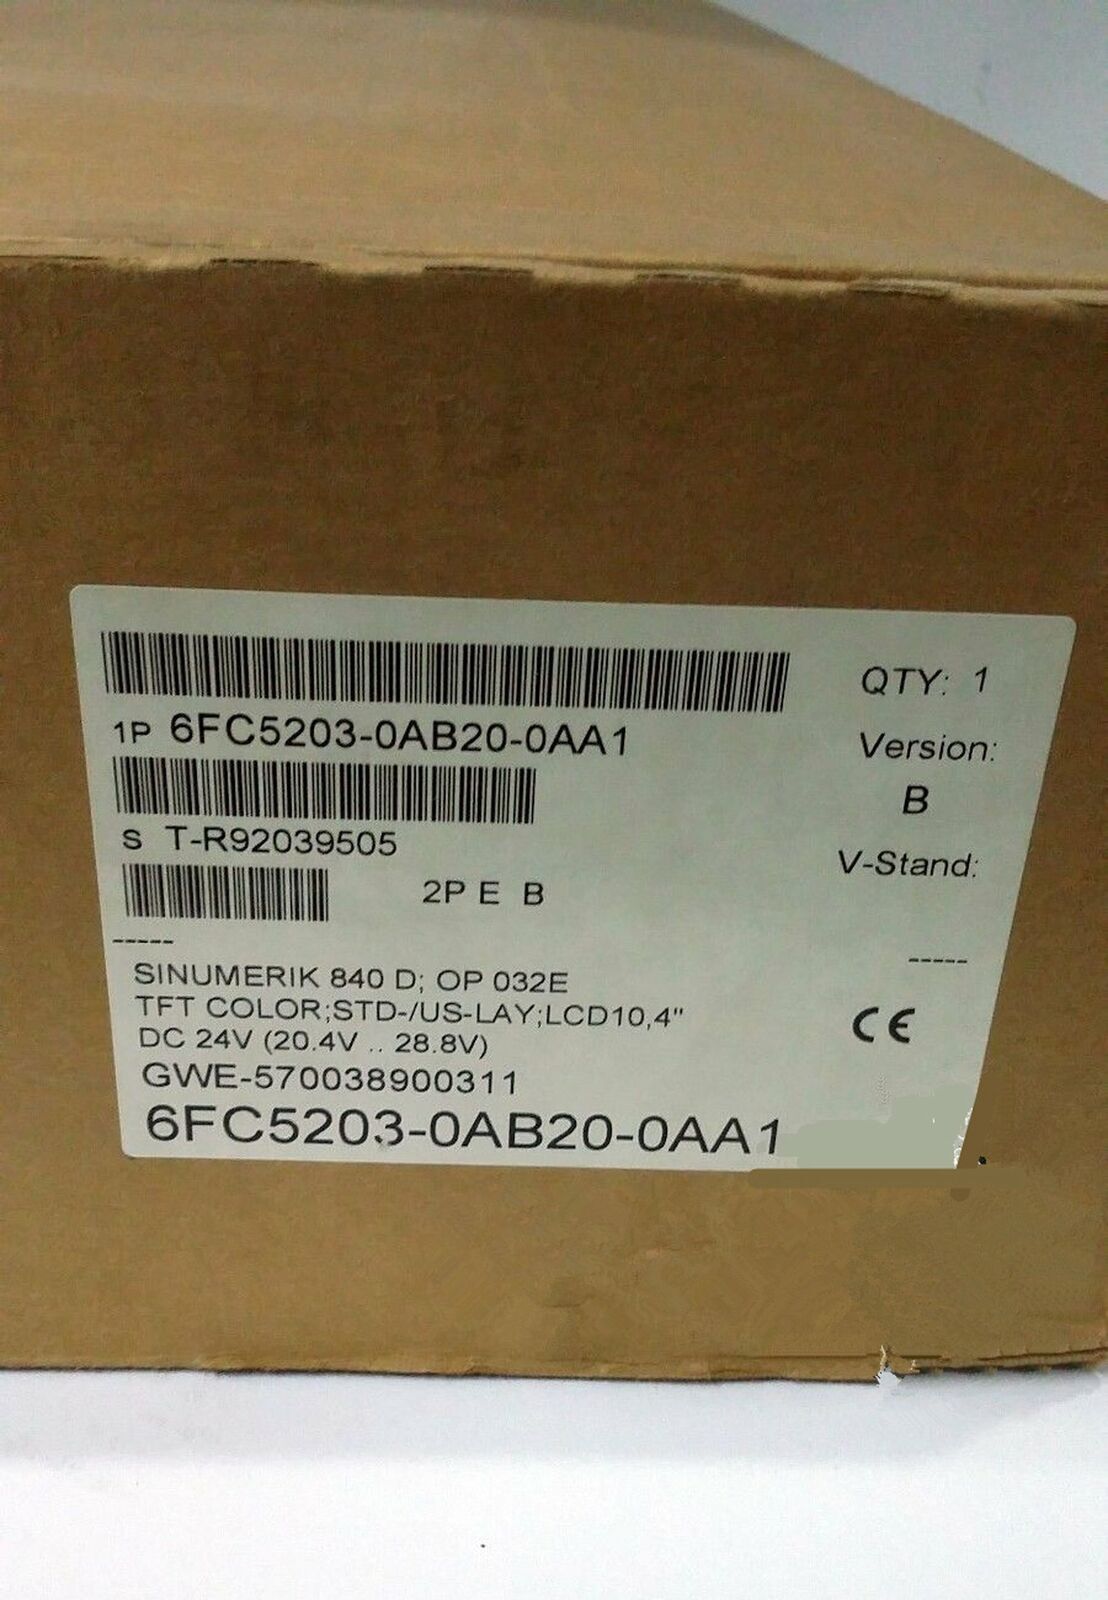 QTY: 1
1P 6FC5203-0AB20-0AA1
Version:
B
S T-R92039505
V-Stand:
2P E B
-----
-----
SINUMERIK 840 D; OP 032E
TFT COLOR;STD-/US-LAY;LCD10,4"
DC 24V (20.4V .. 28.8V)
CE
GWE-570038900311
6FC5203-0AB20-0AA1